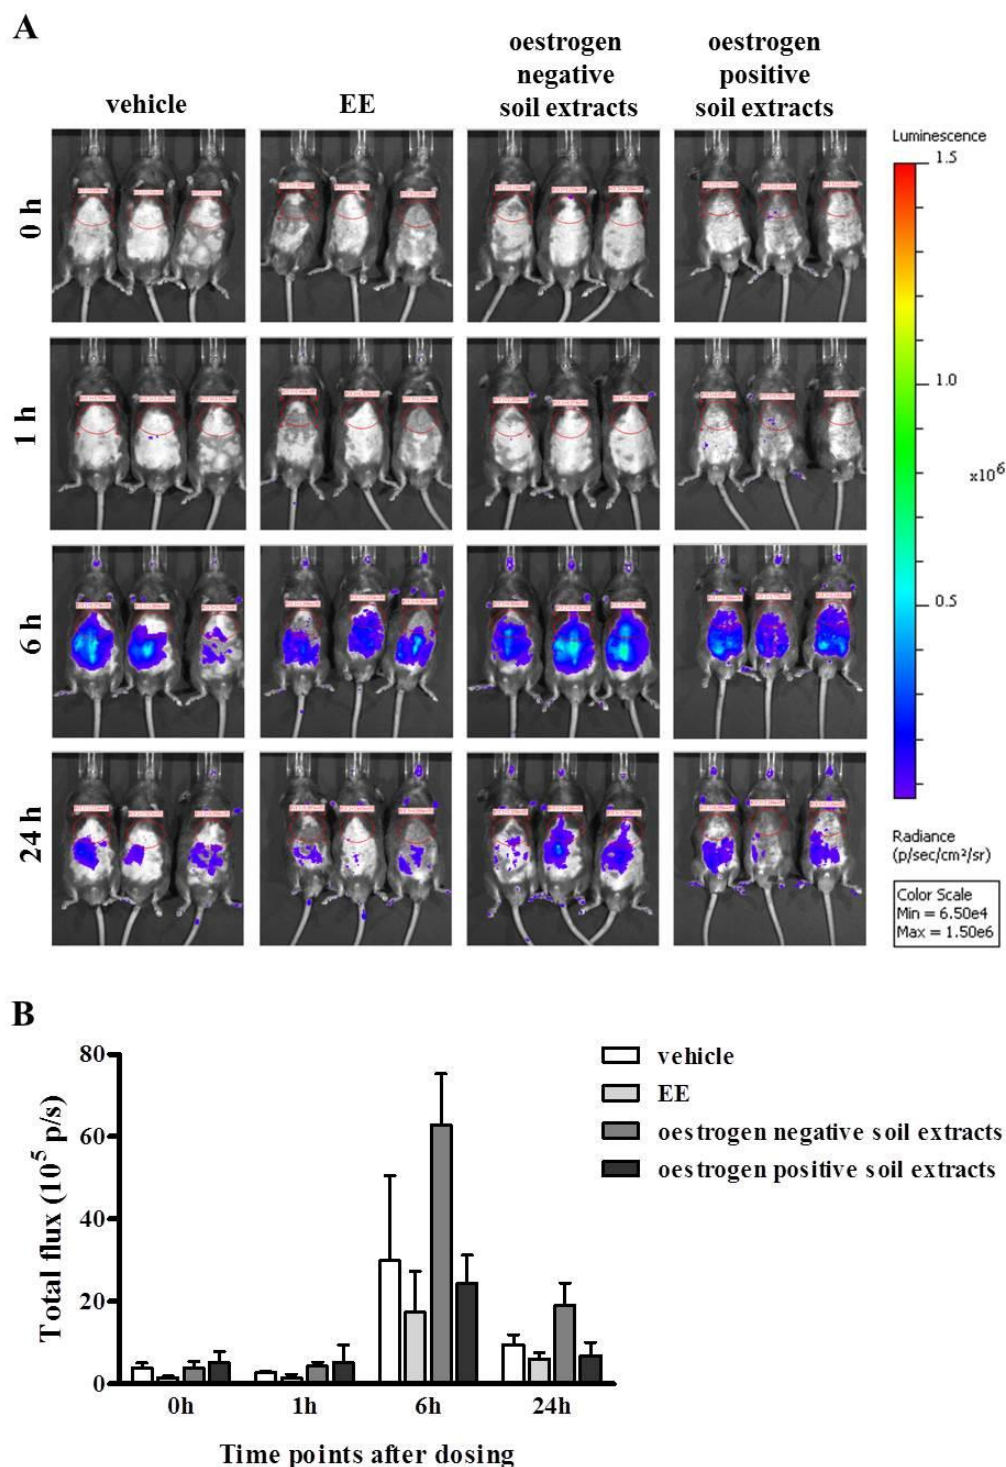 A
vehicle
EE
oestrogen
negative
soil extracts
oestrogen
positive
soil extracts
0 h
1 h
6 h
24 h
Luminescence
1.5
1.0
x10⁶
0.5
Radiance
(p/sec/cm²/sr)
Color Scale
Min = 6.50e4
Max = 1.50e6
B
Total flux (10⁵ p/s)
80
60
40
20
0
0h
1h
6h
24h
Time points after dosing
vehicle
EE
oestrogen negative soil extracts
oestrogen positive soil extracts